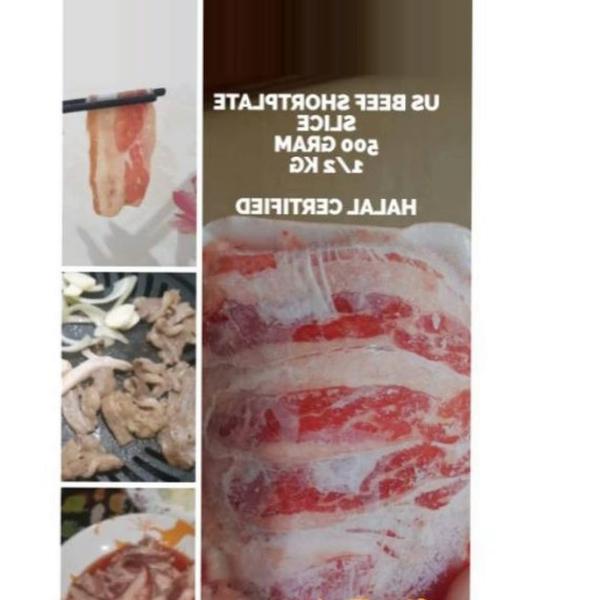 US BEEF SHORTPLATE
SLICE
500 GRAM
1/2 KG
HALAL CERTIFIED